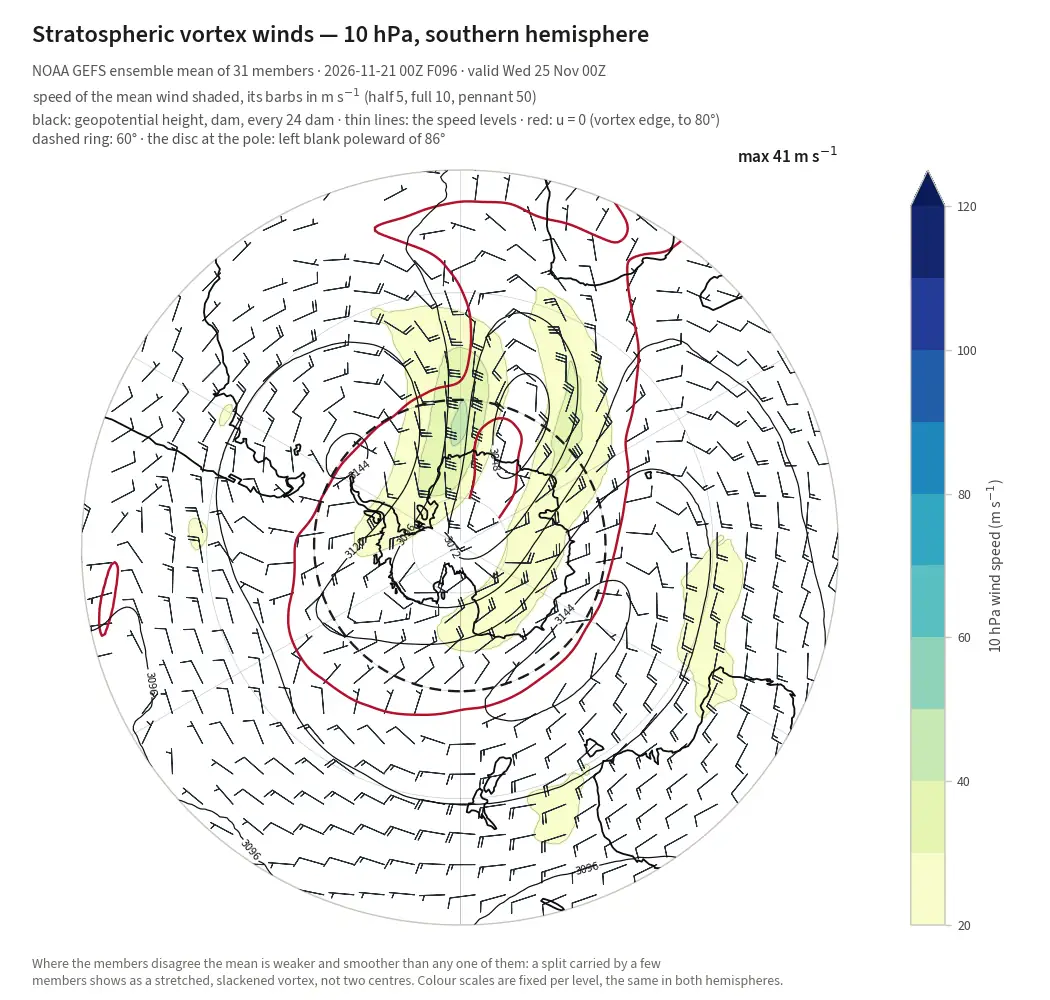 Stratospheric vortex winds — 10 hPa, southern hemisphere
NOAA GEFS ensemble mean of 31 members · 2026-11-21 00Z F096 · valid Wed 25 Nov 00Z
speed of the mean wind shaded, its barbs in m s⁻¹ (half 5, full 10, pennant 50)
black: geopotential height, dam, every 24 dam · thin lines: the speed levels · red: u = 0 (vortex edge, to 80°)
dashed ring: 60° · the disc at the pole: left blank poleward of 86°
max 41 m s⁻¹
120
100
80
60
40
20
10 hPa wind speed (m s⁻¹)
3144
3072
3144
3096
3096
3096
Where the members disagree the mean is weaker and smoother than any one of them: a split carried by a few
members shows as a stretched, slackened vortex, not two centres. Colour scales are fixed per level, the same in both hemispheres.